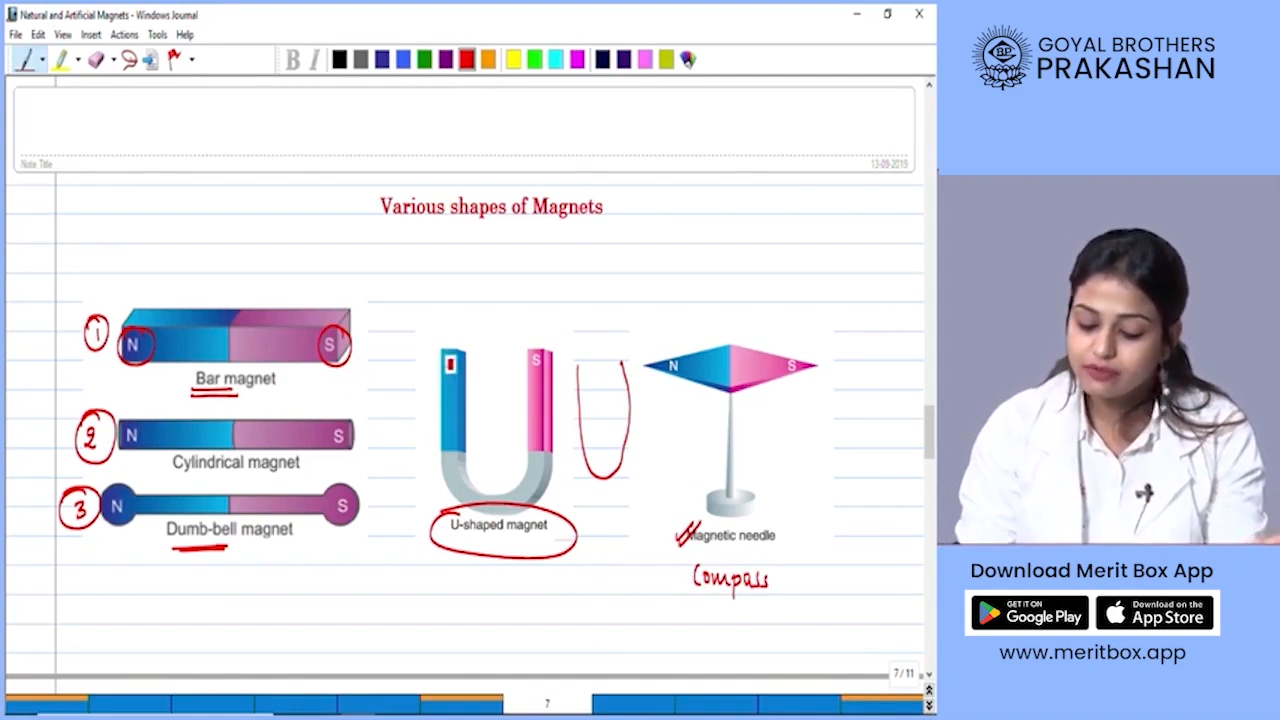 Natural and Artificial Magnets - Windows Journal
File Edit View Insert Actions Tools Help
B I
Note Title
13-09-2019
Various shapes of Magnets
1
N S
Bar magnet
2
N S
Cylindrical magnet
3
N S
Dumb-bell magnet
S
U-shaped magnet
N S
Magnetic needle
Compass
7/11
7
BP
GOYAL BROTHERS
PRAKASHAN
Download Merit Box App
GET IT ON
Google Play
Download on the
App Store
www.meritbox.app